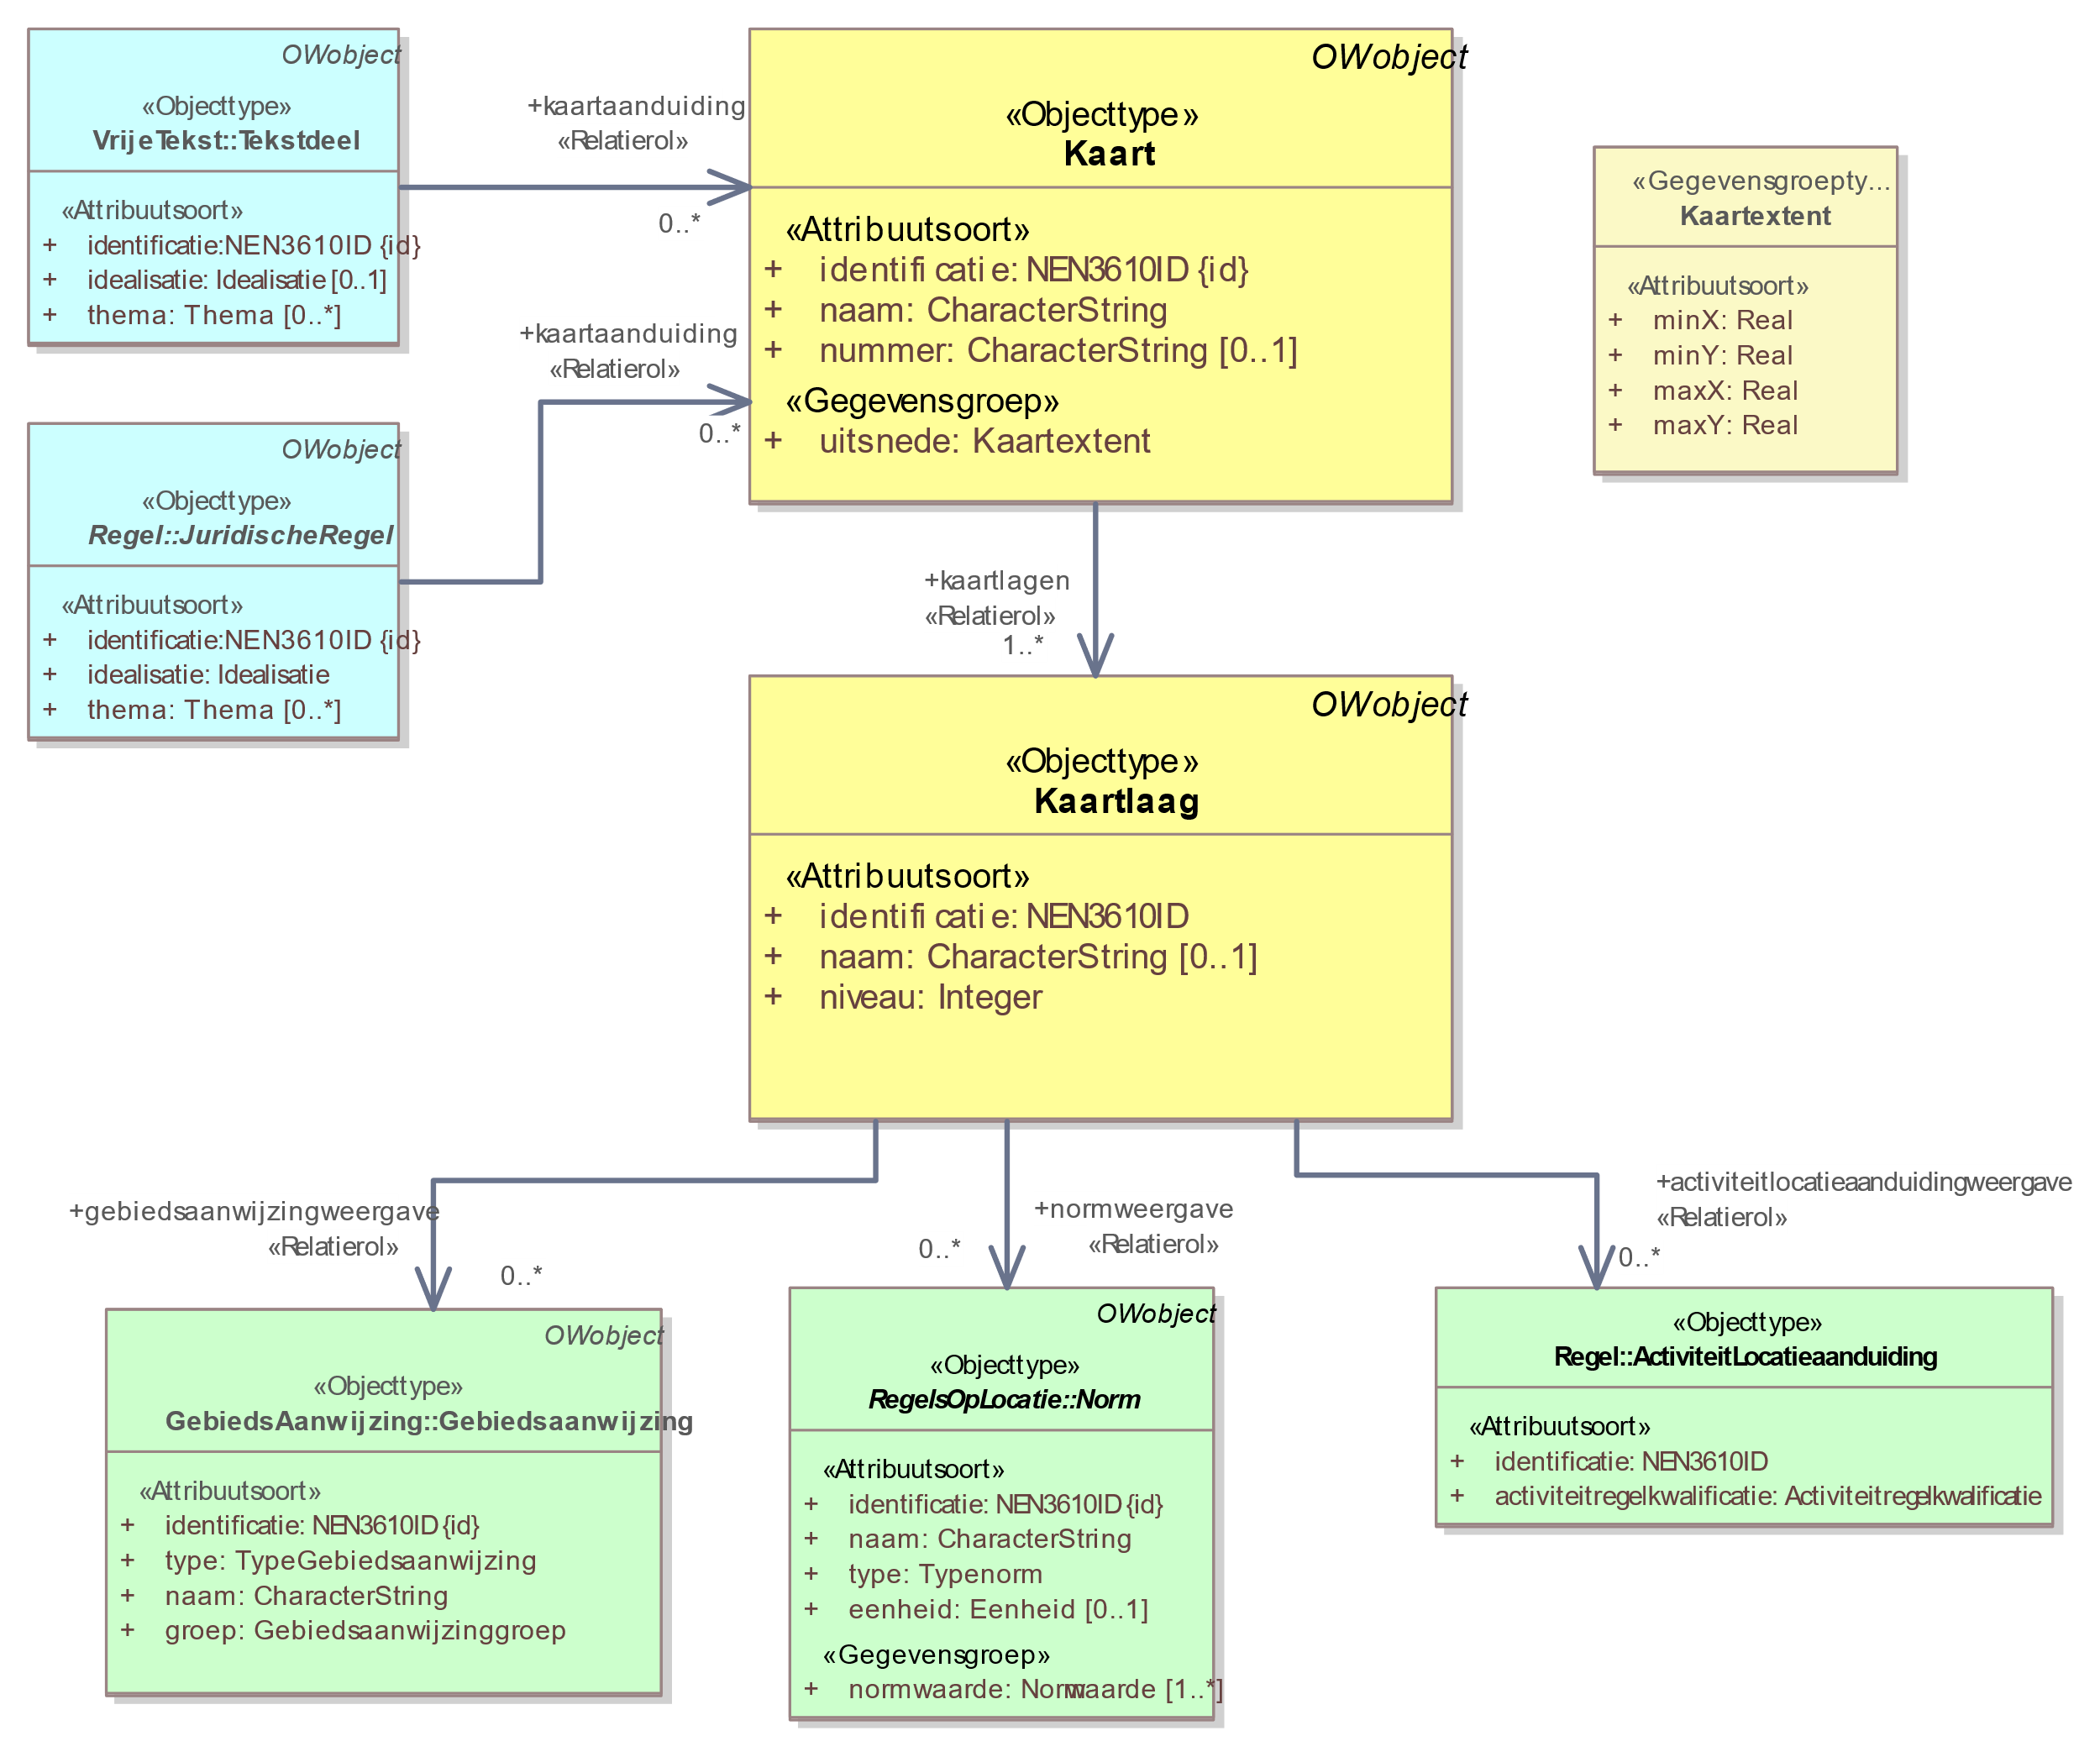 OWobject
«Objecttype»
VrijeTekst::Tekstdeel
«Attribuutsoort»
+ identificatie:NEN3610ID {id}
+ idealisatie: Idealisatie [0..1]
+ thema: Thema [0..*]
+kaartaanduiding
«Relatierol»
0..*
OWobject
«Objecttype»
Kaart
«Attribuutsoort»
+ identificatie: NEN3610ID {id}
+ naam: CharacterString
+ nummer: CharacterString [0..1]
«Gegevensgroep»
+ uitsnede: Kaartextent
«Gegevensgroepty...
Kaartextent
«Attribuutsoort»
+ minX: Real
+ minY: Real
+ maxX: Real
+ maxY: Real
+kaartaanduiding
«Relatierol»
0..*
OWobject
«Objecttype»
Regel::JuridischeRegel
«Attribuutsoort»
+ identificatie:NEN3610ID {id}
+ idealisatie: Idealisatie
+ thema: Thema [0..*]
+kaartlagen
«Relatierol»
1..*
OWobject
«Objecttype»
Kaartlaag
«Attribuutsoort»
+ identificatie: NEN3610ID
+ naam: CharacterString [0..1]
+ niveau: Integer
+gebiedsaanwijzingweergave
«Relatierol»
0..*
+normweergave
«Relatierol»
0..*
+activiteitlocatieaanduidingweergave
«Relatierol»
0..*
OWobject
«Objecttype»
GebiedsAanwijzing::Gebiedsaanwijzing
«Attribuutsoort»
+ identificatie: NEN3610ID {id}
+ type: TypeGebiedsaanwijzing
+ naam: CharacterString
+ groep: Gebiedsaanwijzinggroep
OWobject
«Objecttype»
RegelsOpLocatie::Norm
«Attribuutsoort»
+ identificatie: NEN3610ID {id}
+ naam: CharacterString
+ type: Typenorm
+ eenheid: Eenheid [0..1]
«Gegevensgroep»
+ normwaarde: Normwaarde [1..*]
«Objecttype»
Regel::ActiviteitLocatieaanduiding
«Attribuutsoort»
+ identificatie: NEN3610ID
+ activiteitregelkwalificatie: Activiteitregelkwalificatie